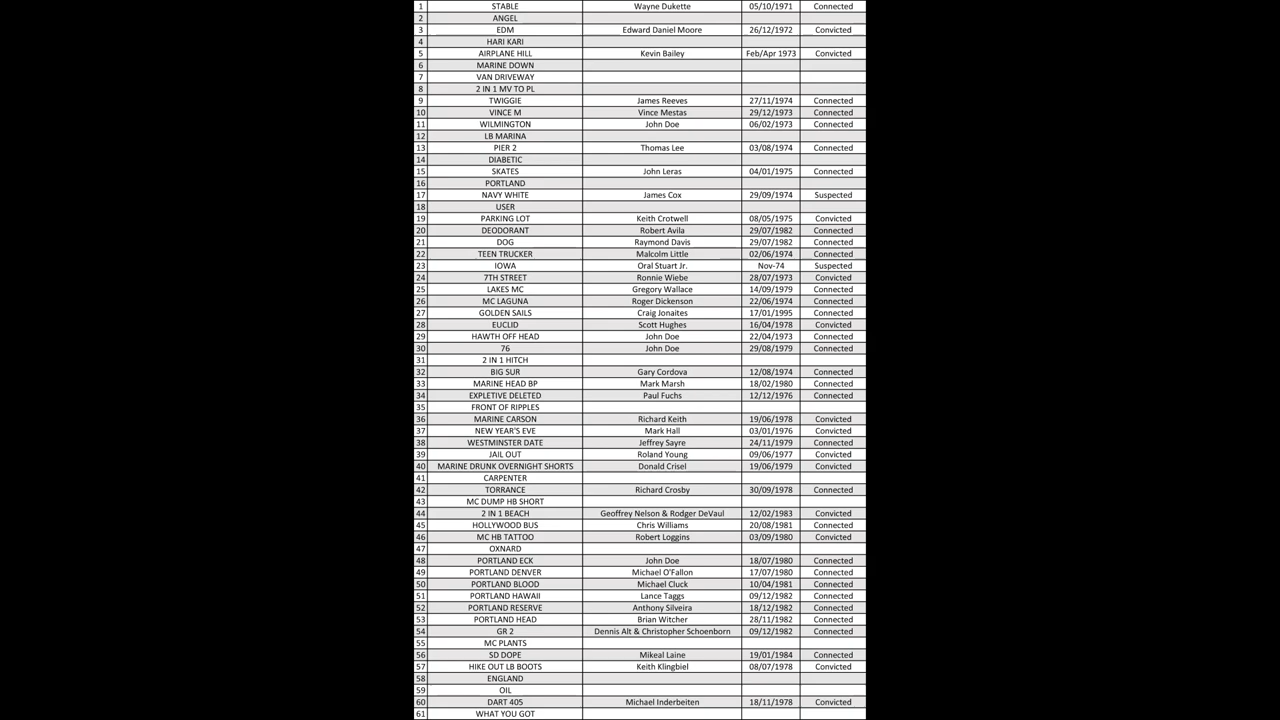 1 STABLE Wayne Dukette 05/10/1971 Connected
2 ANGEL
3 EDM Edward Daniel Moore 26/12/1972 Convicted
4 HARI KARI
5 AIRPLANE HILL Kevin Bailey Feb/Apr 1973 Convicted
6 MARINE DOWN
7 VAN DRIVEWAY
8 2 IN 1 MV TO PL
9 TWIGGIE James Reeves 27/11/1974 Connected
10 VINCE M Vince Mestas 29/12/1973 Connected
11 WILMINGTON John Doe 06/02/1973 Connected
12 LB MARINA
13 PIER 2 Thomas Lee 03/08/1974 Connected
14 DIABETIC
15 SKATES John Leras 04/01/1975 Connected
16 PORTLAND
17 NAVY WHITE James Cox 29/09/1974 Suspected
18 USER
19 PARKING LOT Keith Crotwell 08/05/1975 Convicted
20 DEODORANT Robert Avila 29/07/1982 Connected
21 DOG Raymond Davis 29/07/1982 Connected
22 TEEN TRUCKER Malcolm Little 02/06/1974 Connected
23 IOWA Oral Stuart Jr. Nov-74 Suspected
24 7TH STREET Ronnie Wiebe 28/07/1973 Convicted
25 LAKES MC Gregory Wallace 14/09/1979 Connected
26 MC LAGUNA Roger Dickenson 22/06/1974 Connected
27 GOLDEN SAILS Craig Jonaites 17/01/1995 Connected
28 EUCLID Scott Hughes 16/04/1978 Convicted
29 HAWTH OFF HEAD John Doe 22/04/1973 Connected
30 76 John Doe 29/08/1979 Connected
31 2 IN 1 HITCH
32 BIG SUR Gary Cordova 12/08/1974 Connected
33 MARINE HEAD BP Mark Marsh 18/02/1980 Connected
34 EXPLETIVE DELETED Paul Fuchs 12/12/1976 Connected
35 FRONT OF RIPPLES
36 MARINE CARSON Richard Keith 19/06/1978 Convicted
37 NEW YEAR'S EVE Mark Hall 03/01/1976 Convicted
38 WESTMINSTER DATE Jeffrey Sayre 24/11/1979 Connected
39 JAIL OUT Roland Young 09/06/1977 Convicted
40 MARINE DRUNK OVERNIGHT SHORTS Donald Crisel 19/06/1979 Convicted
41 CARPENTER
42 TORRANCE Richard Crosby 30/09/1978 Connected
43 MC DUMP HB SHORT
44 2 IN 1 BEACH Geoffrey Nelson & Rodger DeVaul 12/02/1983 Convicted
45 HOLLYWOOD BUS Chris Williams 20/08/1981 Connected
46 MC HB TATTOO Robert Loggins 03/09/1980 Convicted
47 OXNARD
48 PORTLAND ECK John Doe 18/07/1980 Connected
49 PORTLAND DENVER Michael O'Fallon 17/07/1980 Connected
50 PORTLAND BLOOD Michael Cluck 10/04/1981 Connected
51 PORTLAND HAWAII Lance Taggs 09/12/1982 Connected
52 PORTLAND RESERVE Anthony Silveira 18/12/1982 Connected
53 PORTLAND HEAD Brian Witcher 28/11/1982 Connected
54 GR 2 Dennis Alt & Christopher Schoenborn 09/12/1982 Connected
55 MC PLANTS
56 SD DOPE Mikeal Laine 19/01/1984 Connected
57 HIKE OUT LB BOOTS Keith Klingbiel 08/07/1978 Convicted
58 ENGLAND
59 OIL
60 DART 405 Michael Inderbeiten 18/11/1978 Convicted
61 WHAT YOU GOT